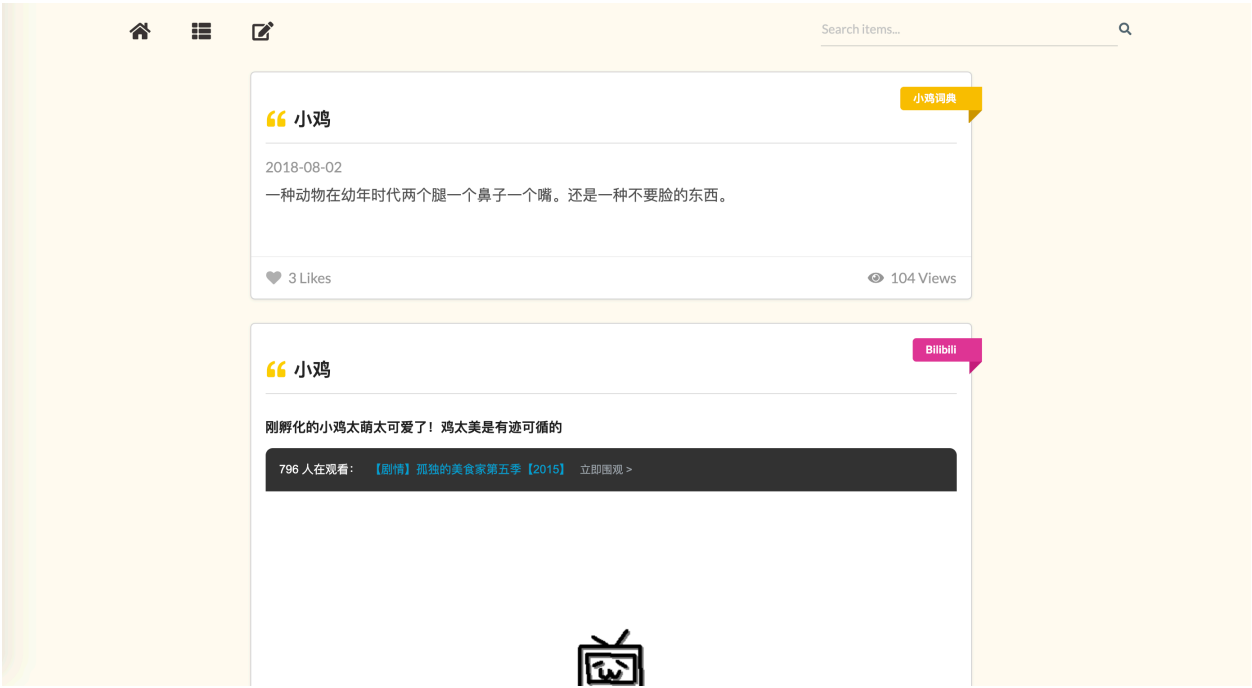 Search items...
小鸡词典
小鸡
2018-08-02
一种动物在幼年时代两个腿一个鼻子一个嘴。还是一种不要脸的东西。
3 Likes
104 Views
Bilibili
小鸡
刚孵化的小鸡太萌太可爱了！鸡太美是有迹可循的
796 人在观看： 【剧情】孤独的美食家第五季【2015】 立即围观 >